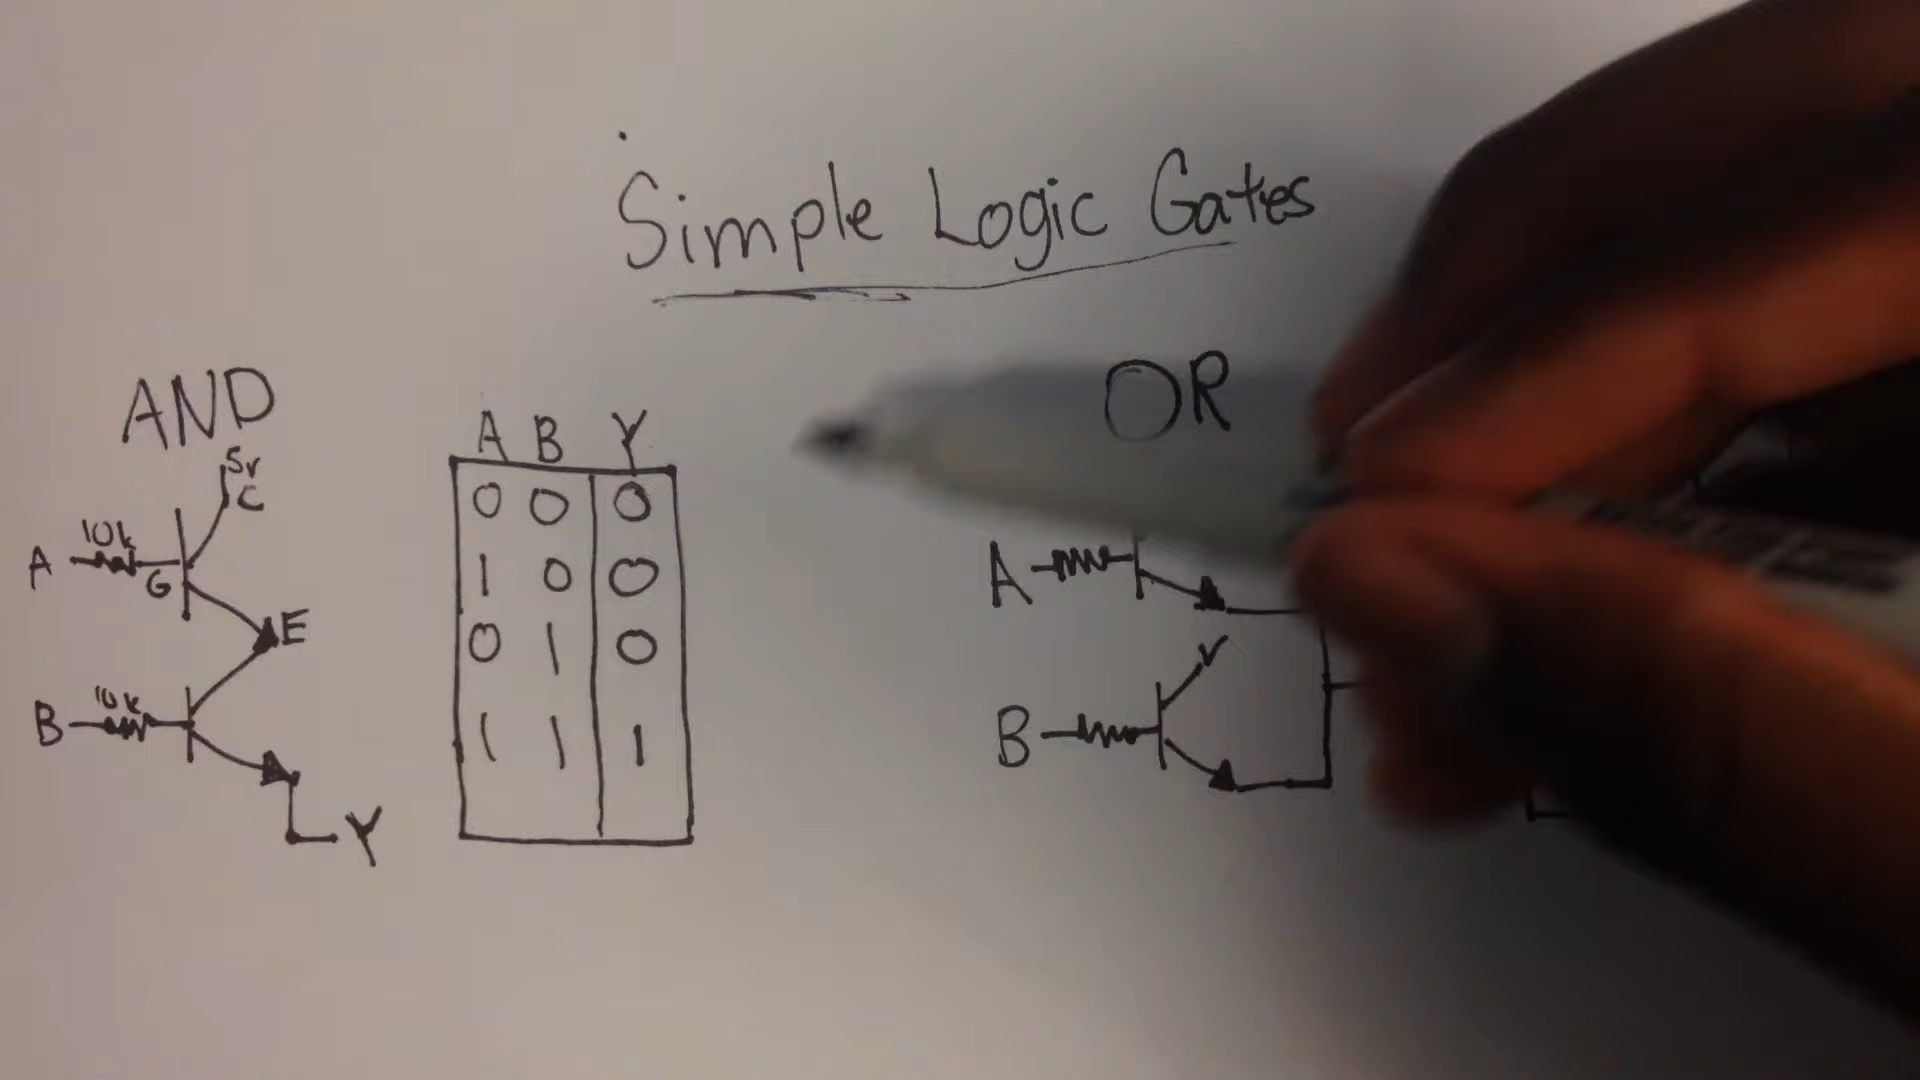 Simple Logic Gates
AND
5v
C
10k
A
G
E
10k
B
Y
A B Y
0 0 0
1 0 0
0 1 0
1 1 1
OR
A
V
B